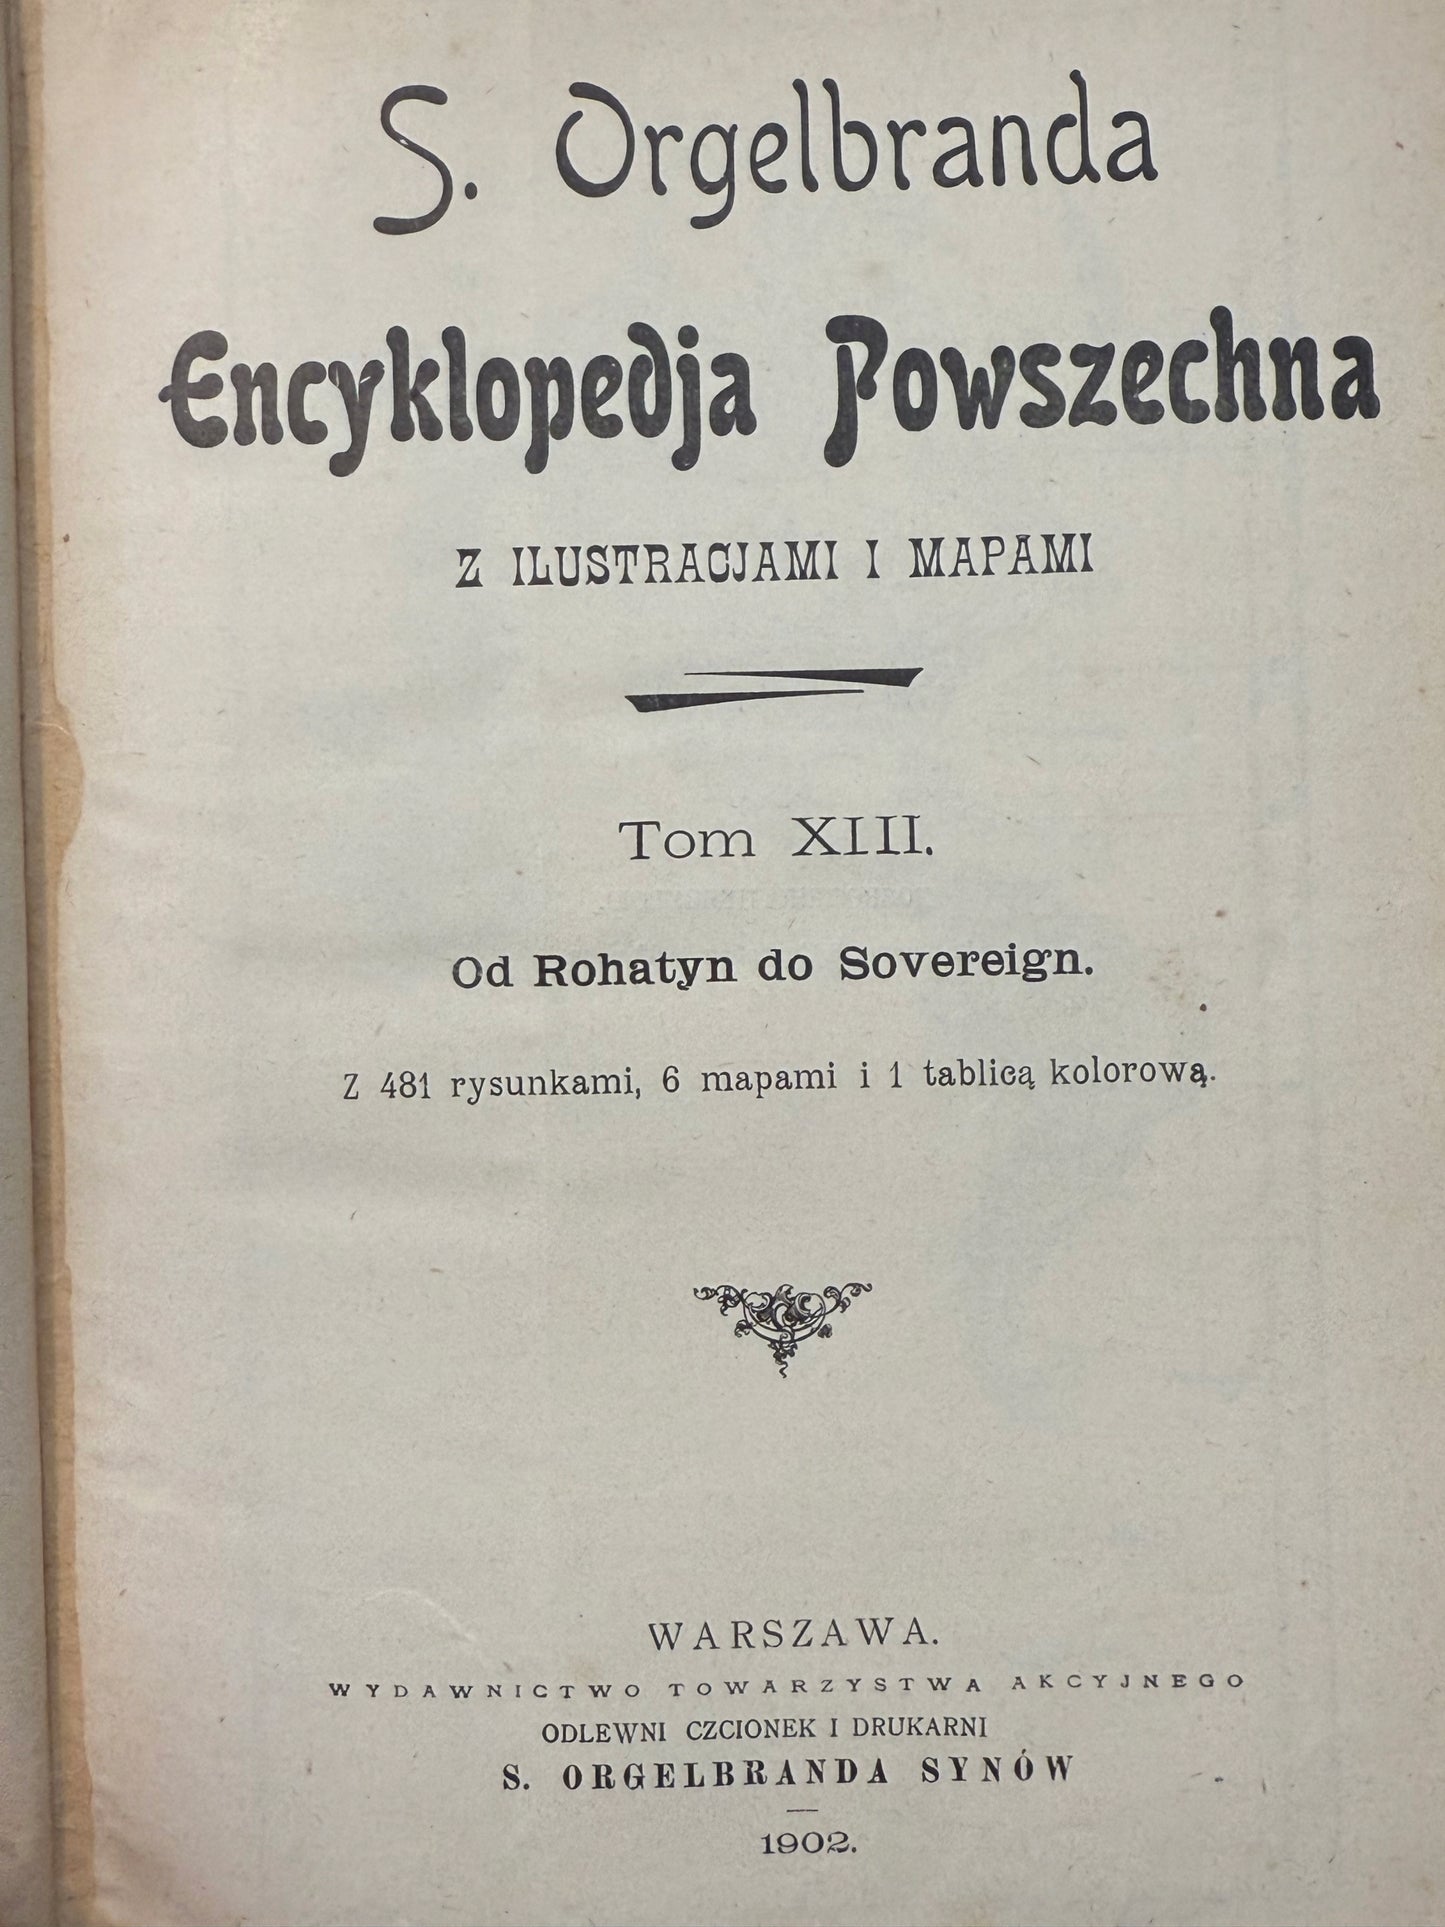 S. Orgelbranda
Encyklopedja Powszechna
Z ILUSTRACJAMI I MAPAMI
Tom XIII.
Od Rohatyn do Sovereign.
Z 481 rysunkami, 6 mapami i 1 tablicą kolorową.
WARSZAWA.
WYDAWNICTWO TOWARZYSTWA AKCYJNEGO
ODLEWNI CZCIONEK I DRUKARNI
S. ORGELBRANDA SYNÓW
1902.